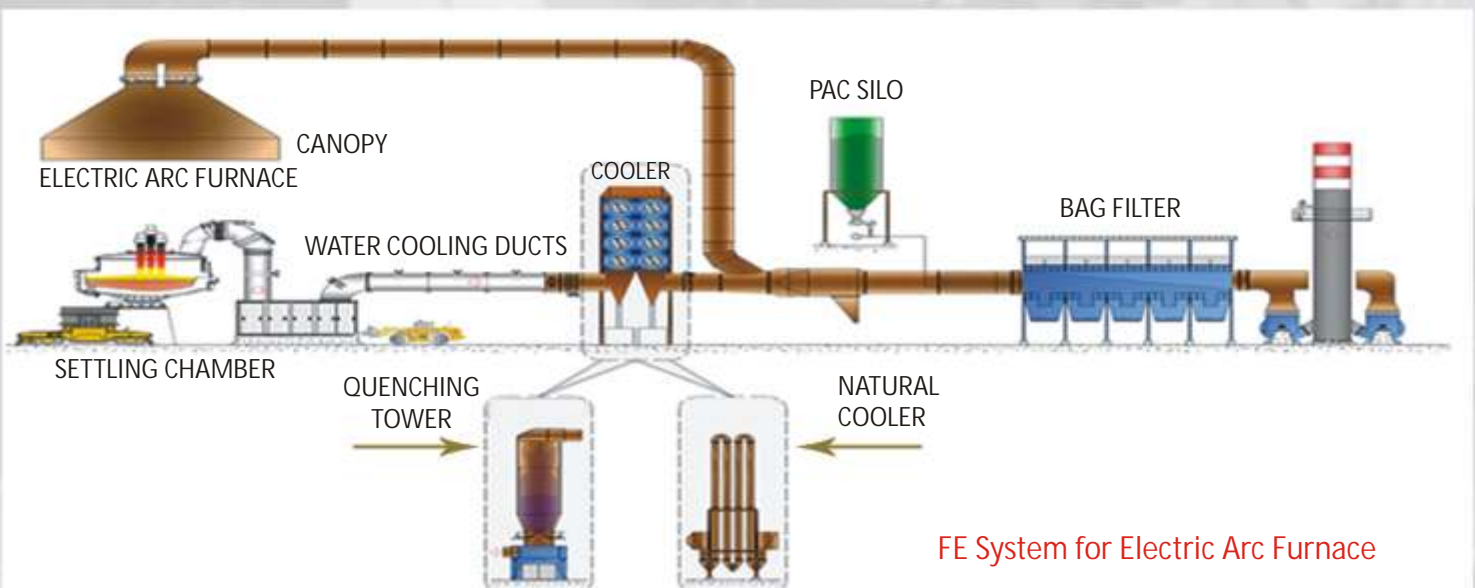 CANOPY
ELECTRIC ARC FURNACE
PAC SILO
COOLER
BAG FILTER
WATER COOLING DUCTS
SETTLING CHAMBER
QUENCHING
TOWER
NATURAL
COOLER
FE System for Electric Arc Furnace